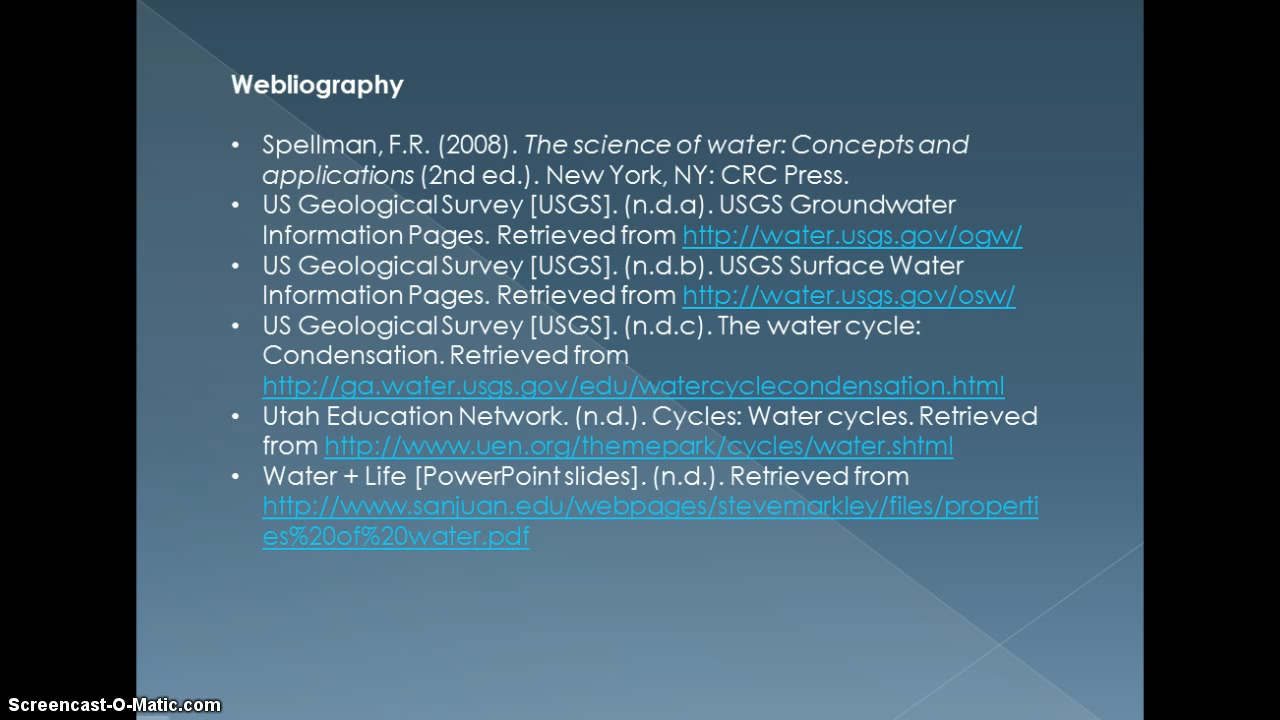 Webliography
• Spellman, F.R. (2008). The science of water: Concepts and
applications (2nd ed.). New York, NY: CRC Press.
• US Geological Survey [USGS]. (n.d.a). USGS Groundwater
Information Pages. Retrieved from http://water.usgs.gov/ogw/
• US Geological Survey [USGS]. (n.d.b). USGS Surface Water
Information Pages. Retrieved from http://water.usgs.gov/osw/
• US Geological Survey [USGS]. (n.d.c). The water cycle:
Condensation. Retrieved from
http://ga.water.usgs.gov/edu/watercyclecondensation.html
• Utah Education Network. (n.d.). Cycles: Water cycles. Retrieved
from http://www.uen.org/themepark/cycles/water.shtml
• Water + Life [PowerPoint slides]. (n.d.). Retrieved from
http://www.sanjuan.edu/webpages/stevemarkley/files/properti
es%20of%20water.pdf
Screencast-O-Matic.com